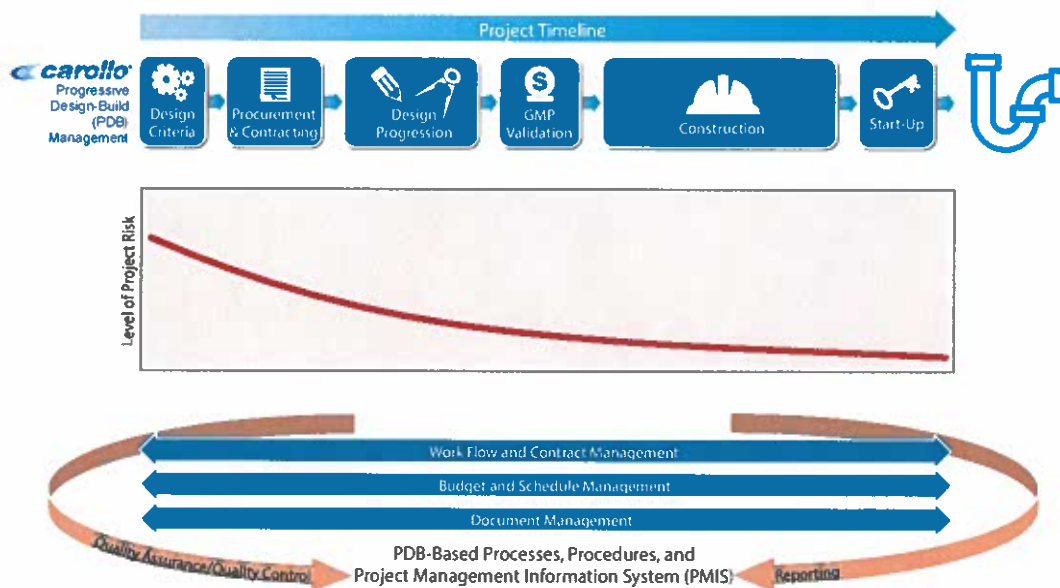 Project Timeline
carollo
Progressive
Design-Build
(PDB)
Management
Design
Criteria
Procurement
& Contracting
Design
Progression
GMP
Validation
Construction
Start-Up
Level of Project Risk
Work Flow and Contract Management
Budget and Schedule Management
Document Management
Quality Assurance/Quality Control
PDB-Based Processes, Procedures, and
Project Management Information System (PMIS)
Reporting